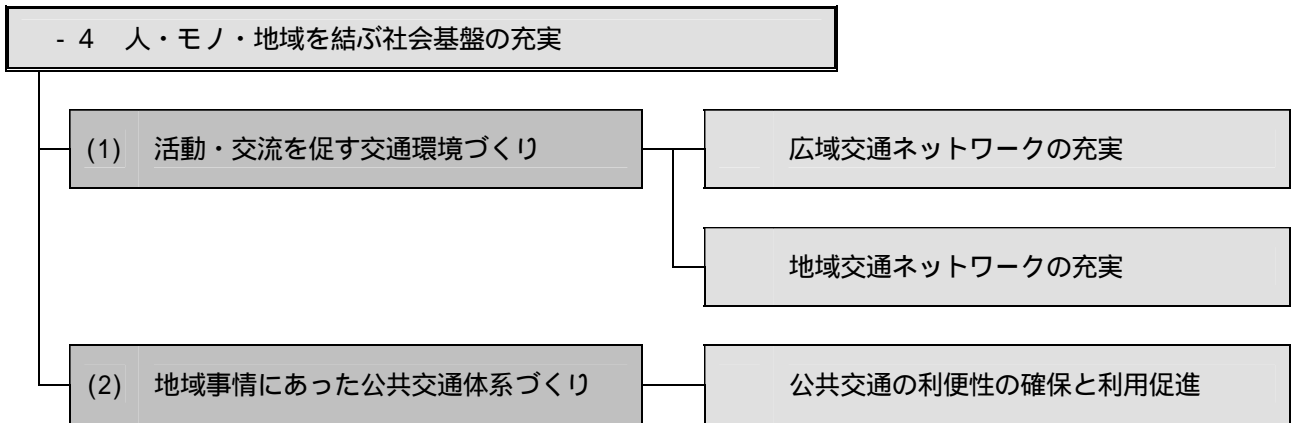 - 4 人・モノ・地域を結ぶ社会基盤の充実
(1) 活動・交流を促す交通環境づくり
広域交通ネットワークの充実
地域交通ネットワークの充実
(2) 地域事情にあった公共交通体系づくり
公共交通の利便性の確保と利用促進